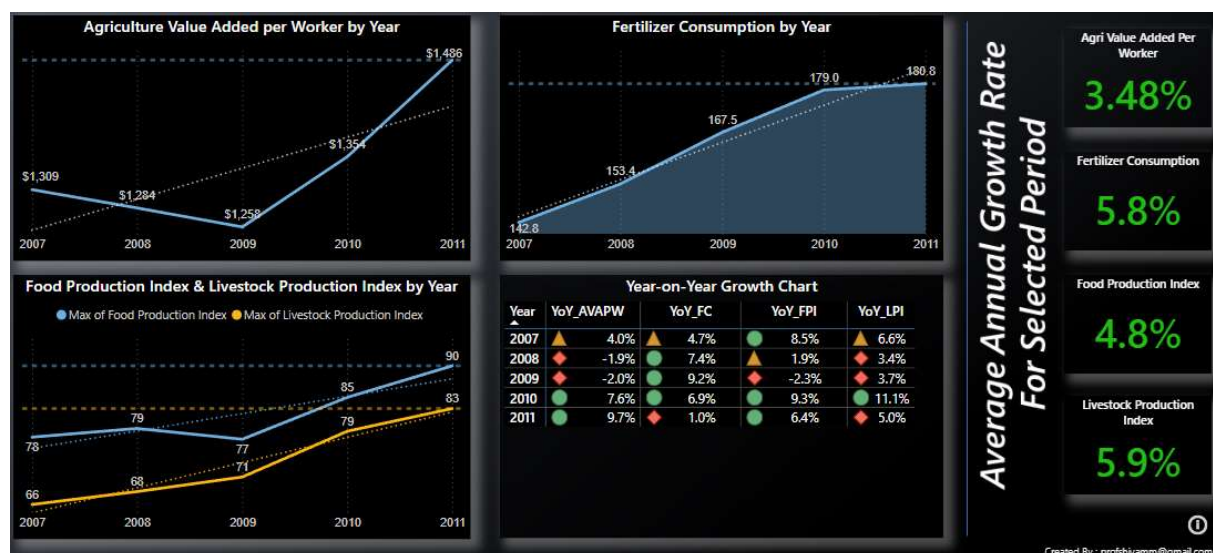 Agriculture Value Added per Worker by Year
$1,309
$1,284
$1,258
$1,354
$1,486
2007 2008 2009 2010 2011
Fertilizer Consumption by Year
142.8
153.4
167.5
179.0
180.8
2007 2008 2009 2010 2011
Food Production Index & Livestock Production Index by Year
Max of Food Production Index Max of Livestock Production Index
78
79
77
85
90
66
68
71
79
83
2007 2008 2009 2010 2011
Year-on-Year Growth Chart
Year YoY_AVAPW YoY_FC YoY_FPI YoY_LPI
2007 4.0% 4.7% 8.5% 6.6%
2008 -1.9% 7.4% 1.9% 3.4%
2009 -2.0% 9.2% -2.3% 3.7%
2010 7.6% 6.9% 9.3% 11.1%
2011 9.7% 1.0% 6.4% 5.0%
Average Annual Growth Rate
For Selected Period
Agri Value Added Per
Worker
3.48%
Fertilizer Consumption
5.8%
Food Production Index
4.8%
Livestock Production
Index
5.9%
Created By : profshivamm@gmail.com